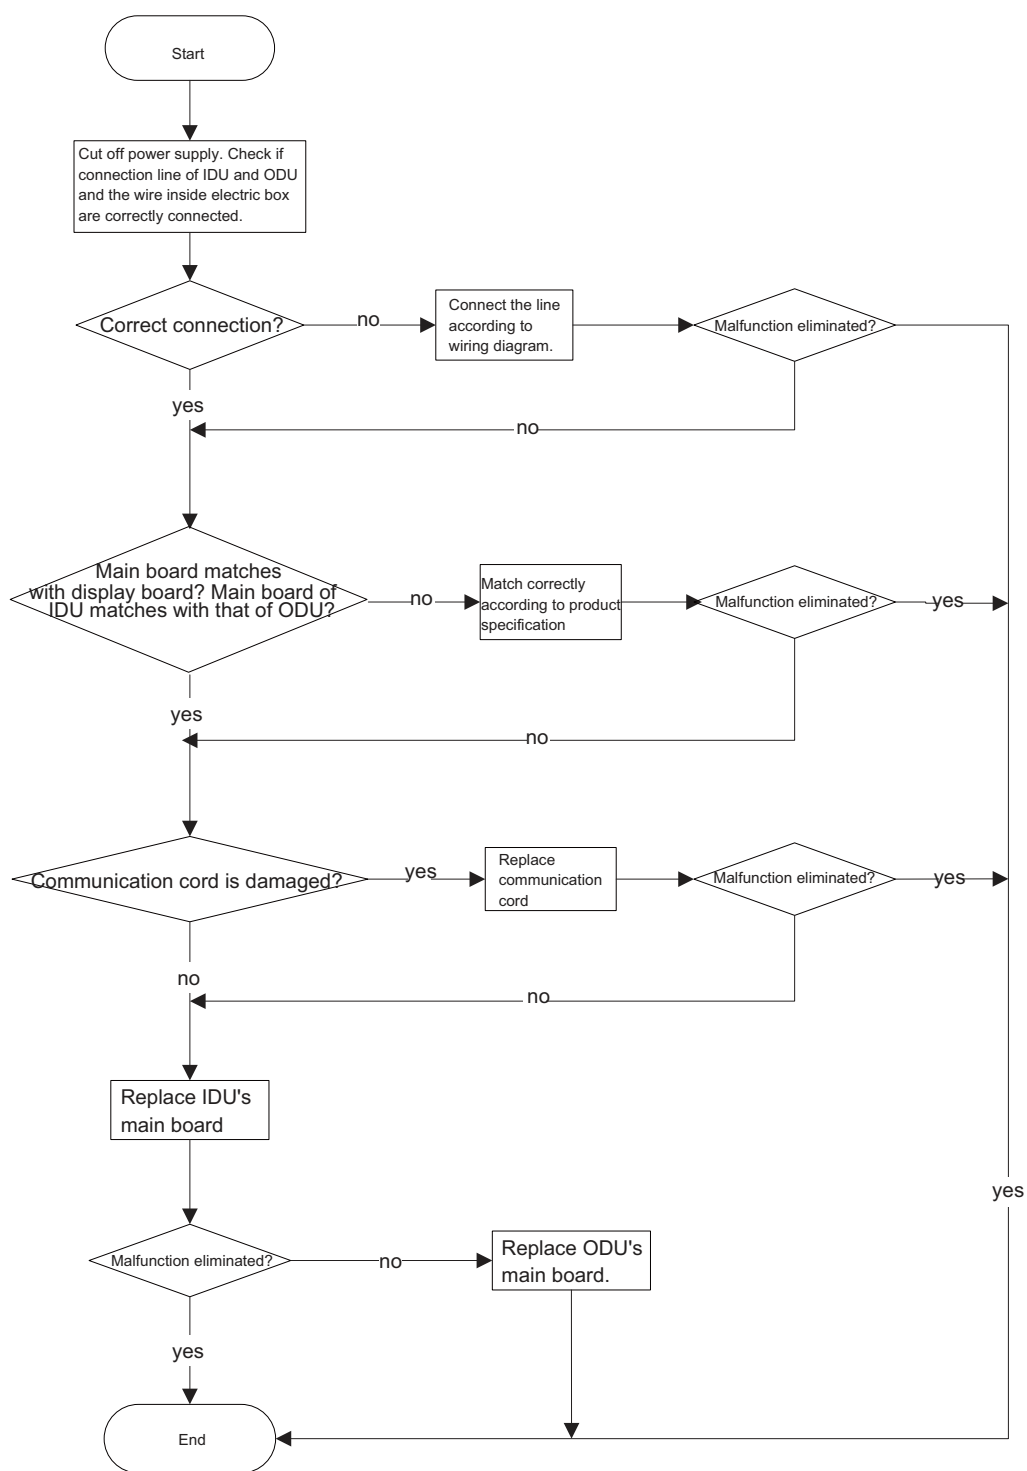 Start
Cut off power supply. Check if
connection line of IDU and ODU
and the wire inside electric box
are correctly connected.
Correct connection?
no
Connect the line
according to
wiring diagram.
Malfunction eliminated?
yes
no
Main board matches
with display board? Main board of
IDU matches with that of ODU?
no
Match correctly
according to product
specification
Malfunction eliminated?
yes
yes
no
Communication cord is damaged?
yes
Replace
communication
cord
Malfunction eliminated?
yes
no
no
Replace IDU's
main board
yes
Malfunction eliminated?
no
Replace ODU's
main board.
yes
End